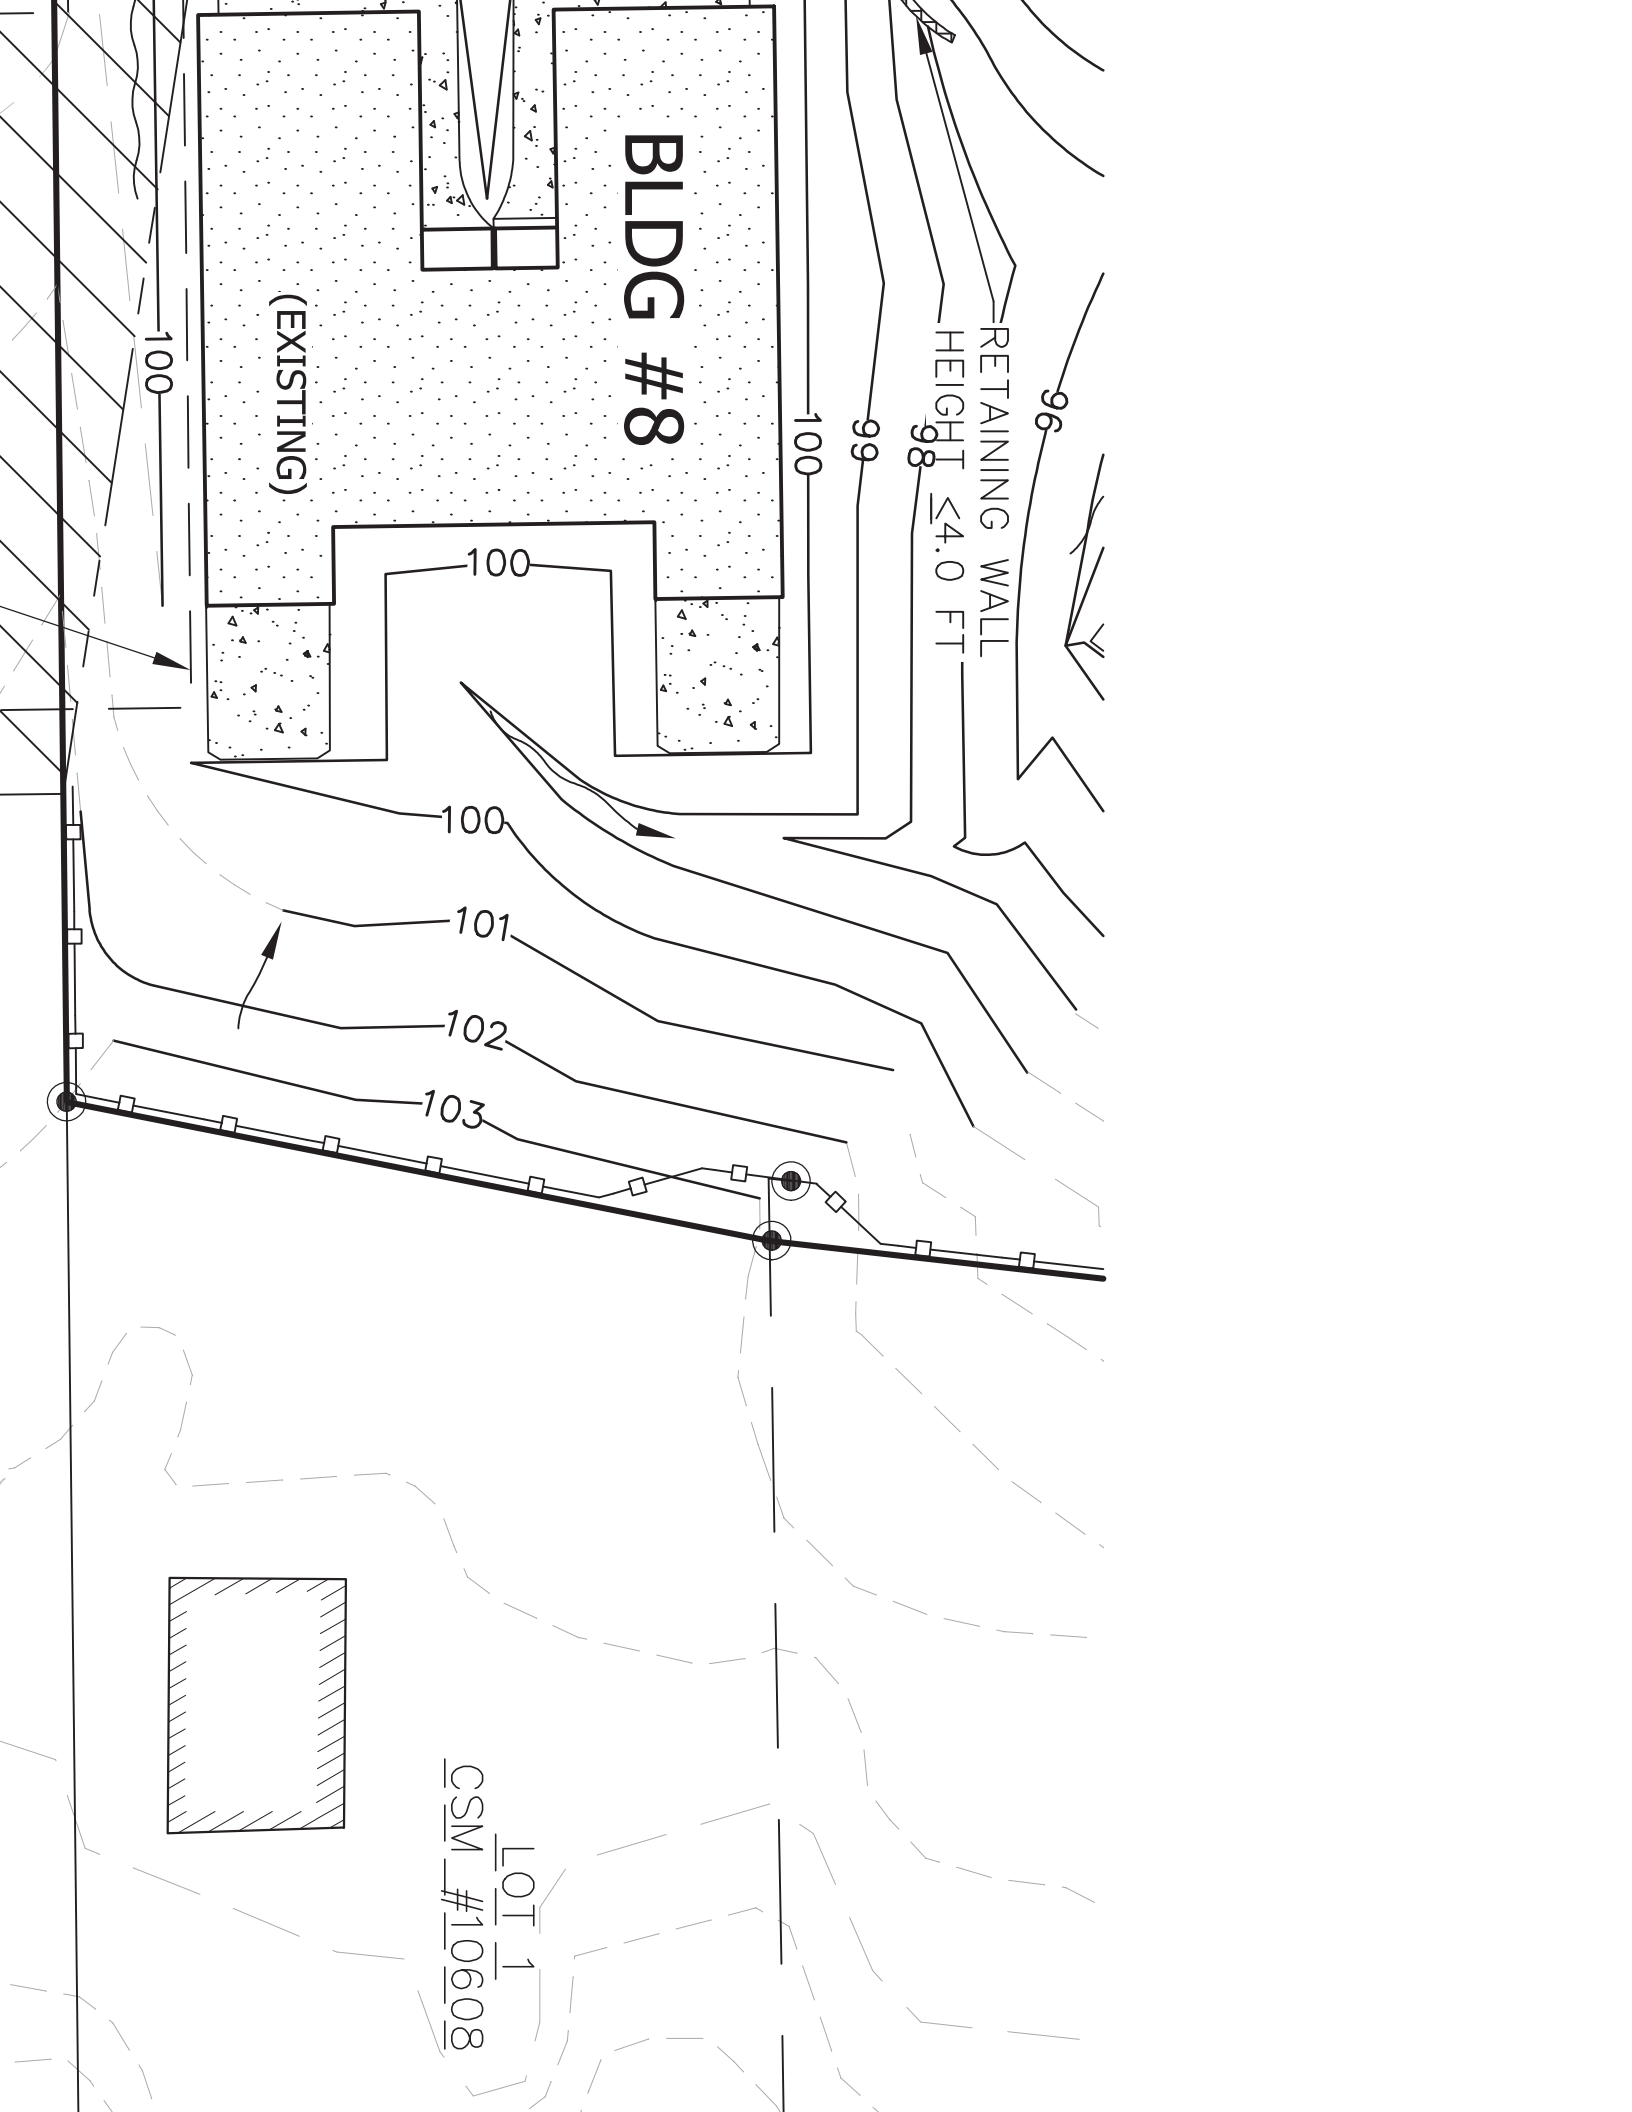 BLDG #8
(EXISTING)
100
100
99
98
96
RETAINING WALL
HEIGHT ≤4.0 FT
100
100
101
102
103
LOT 1
CSM #10608